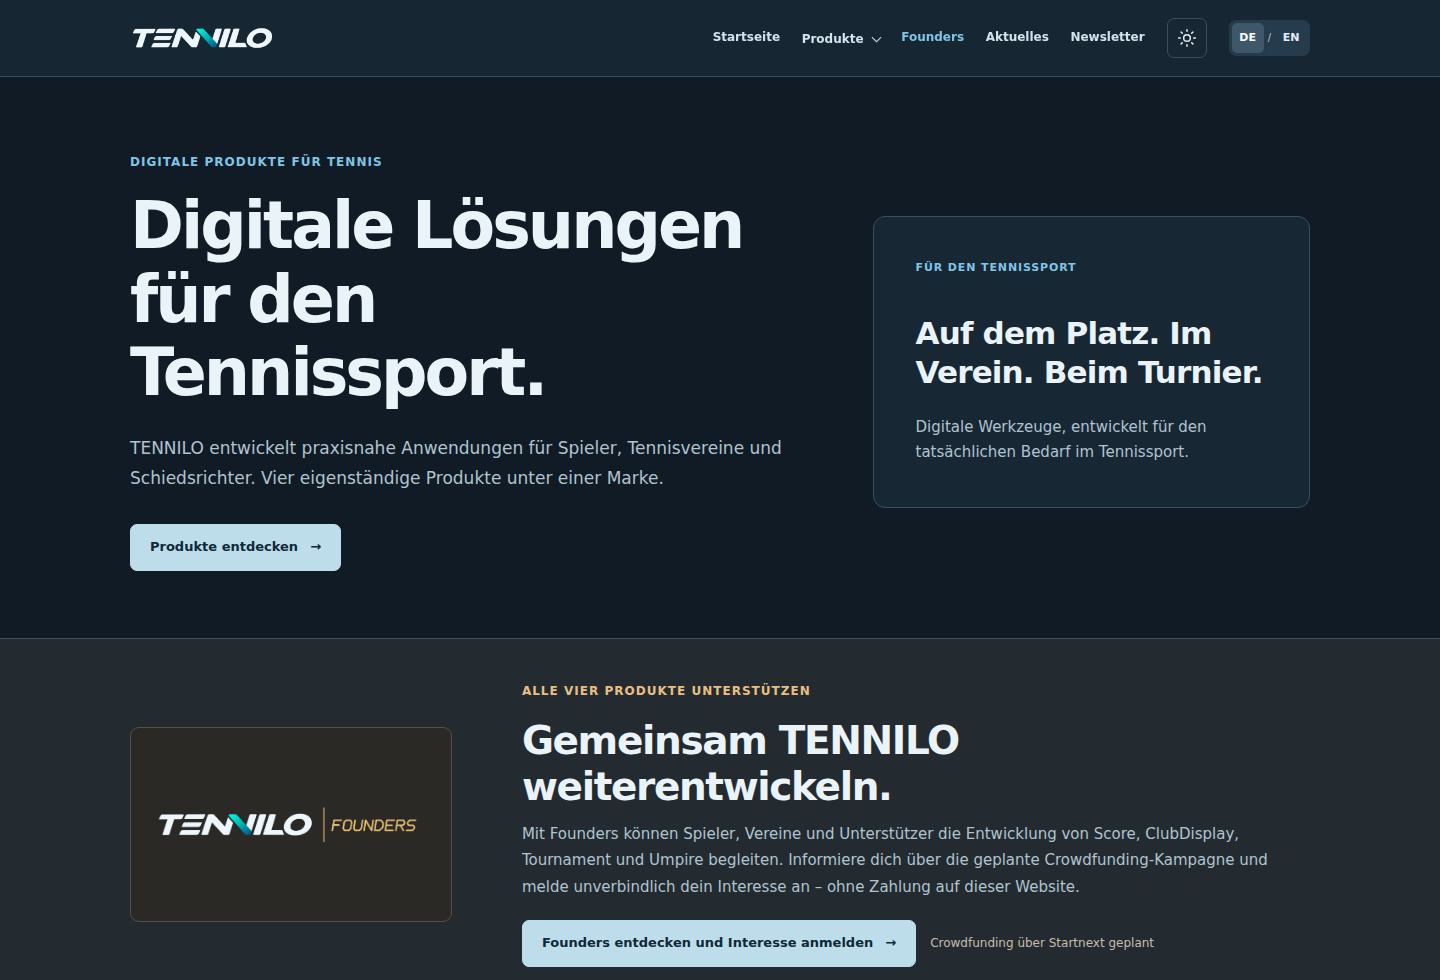 TENNILO
Startseite Produkte Founders Aktuelles Newsletter DE / EN
DIGITALE PRODUKTE FÜR TENNIS
Digitale Lösungen
für den
Tennissport.
TENNILO entwickelt praxisnahe Anwendungen für Spieler, Tennisvereine und
Schiedsrichter. Vier eigenständige Produkte unter einer Marke.
Produkte entdecken →
FÜR DEN TENNISSPORT
Auf dem Platz. Im
Verein. Beim Turnier.
Digitale Werkzeuge, entwickelt für den
tatsächlichen Bedarf im Tennissport.
TENNILO | FOUNDERS
ALLE VIER PRODUKTE UNTERSTÜTZEN
Gemeinsam TENNILO
weiterentwickeln.
Mit Founders können Spieler, Vereine und Unterstützer die Entwicklung von Score, ClubDisplay,
Tournament und Umpire begleiten. Informiere dich über die geplante Crowdfunding-Kampagne und
melde unverbindlich dein Interesse an – ohne Zahlung auf dieser Website.
Founders entdecken und Interesse anmelden →
Crowdfunding über Startnext geplant